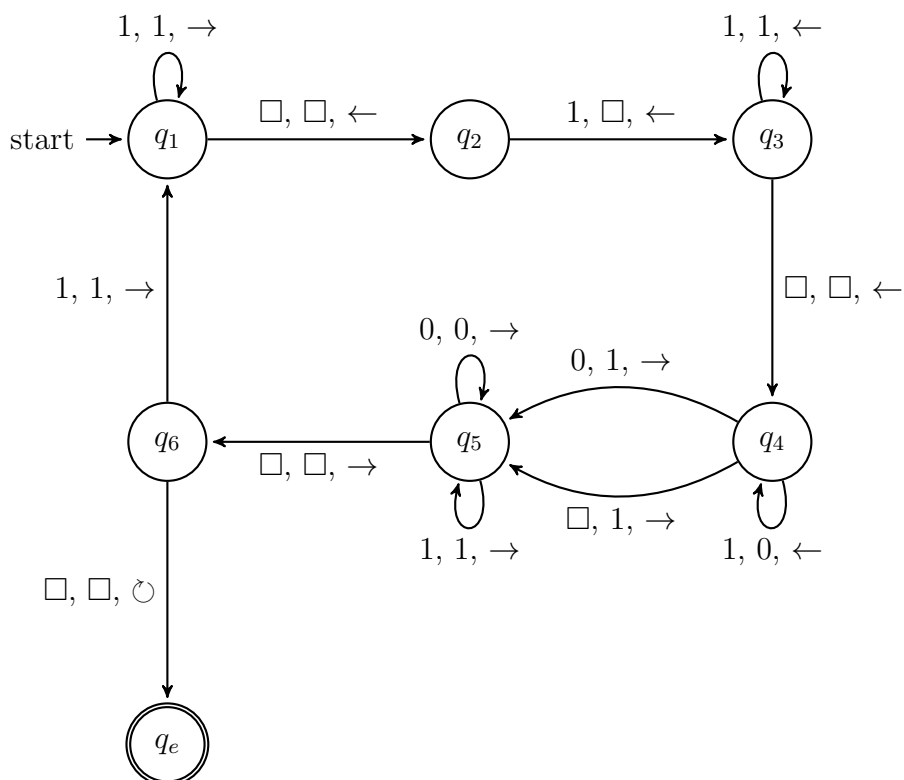 1, 1, →
1, 1, ←
□, □, ←
1, □, ←
start
q₁
q₂
q₃
1, 1, →
□, □, ←
0, 0, →
0, 1, →
q₆
q₅
q₄
□, □, →
□, 1, →
1, 1, →
1, 0, ←
□, □, ↻
qₑ